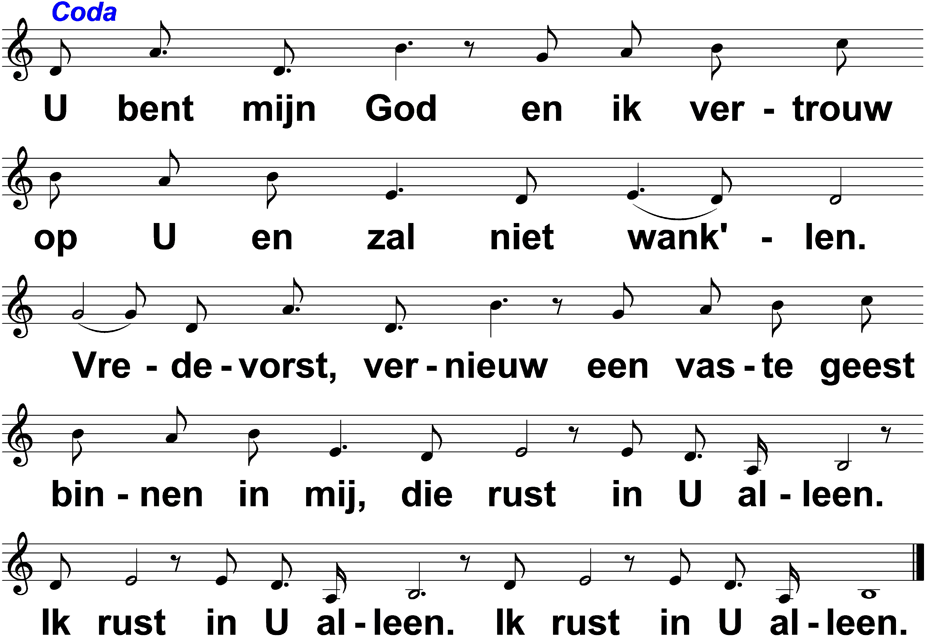 Coda
U bent mijn God en ik ver - trouw
op U en zal niet wank' - len.
Vre - de - vorst, ver - nieuw een vas - te geest
bin - nen in mij, die rust in U al - leen.
Ik rust in U al - leen. Ik rust in U al - leen.